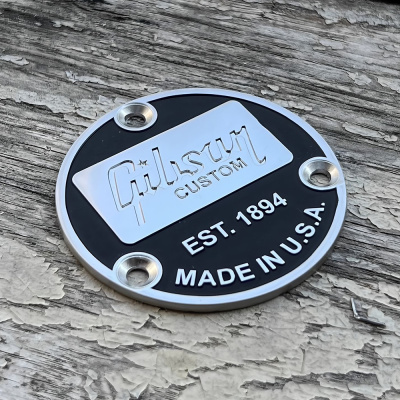 Gibson
CUSTOM
EST. 1894
MADE IN U.S.A.